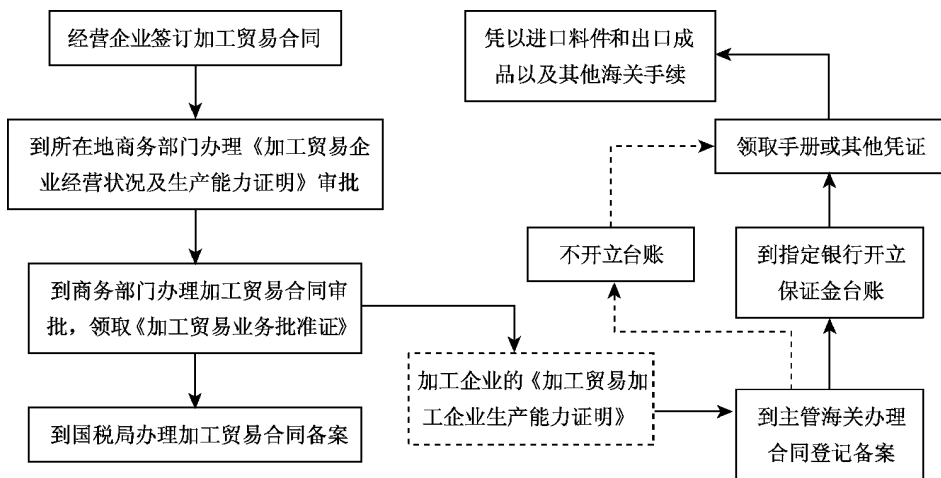 经营企业签订加工贸易合同
到所在地商务部门办理《加工贸易企
业经营状况及生产能力证明》审批
到商务部门办理加工贸易合同审
批，领取《加工贸易业务批准证》
到国税局办理加工贸易合同备案
加工企业的《加工贸易加
工企业生产能力证明》
到主管海关办理
合同登记备案
不开立台账
到指定银行开立
保证金台账
领取手册或其他凭证
凭以进口料件和出口成
品以及其他海关手续